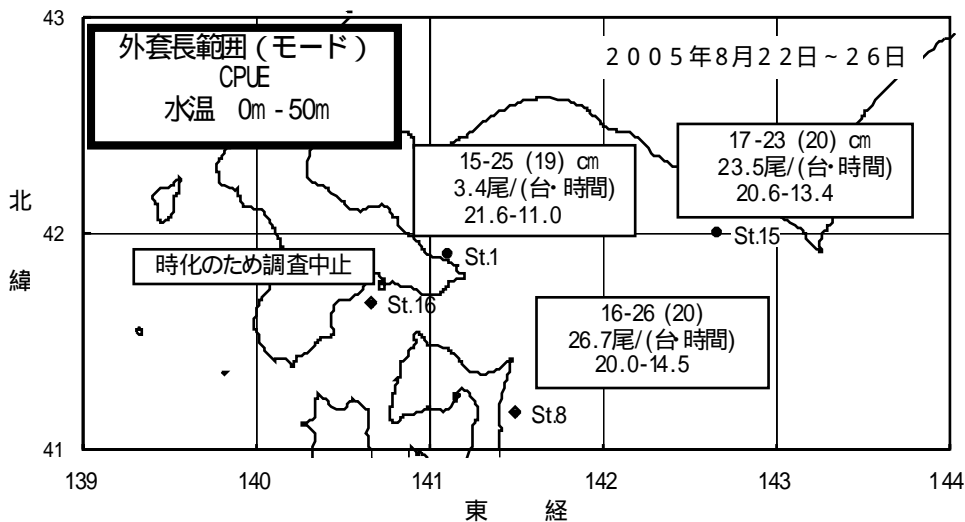 43
外套長範囲(モード)
CPUE
水温 0m-50m
2005年8月22日~26日
17-23 (20) cm
23.5尾/(台・時間)
20.6-13.4
15-25 (19) cm
3.4尾/(台・時間)
21.6-11.0
北
緯
42
St.15
St.1
時化のため調査中止
St.16
16-26 (20)
26.7尾/(台・時間)
20.0-14.5
St.8
41
139
140
141
142
143
144
東 経